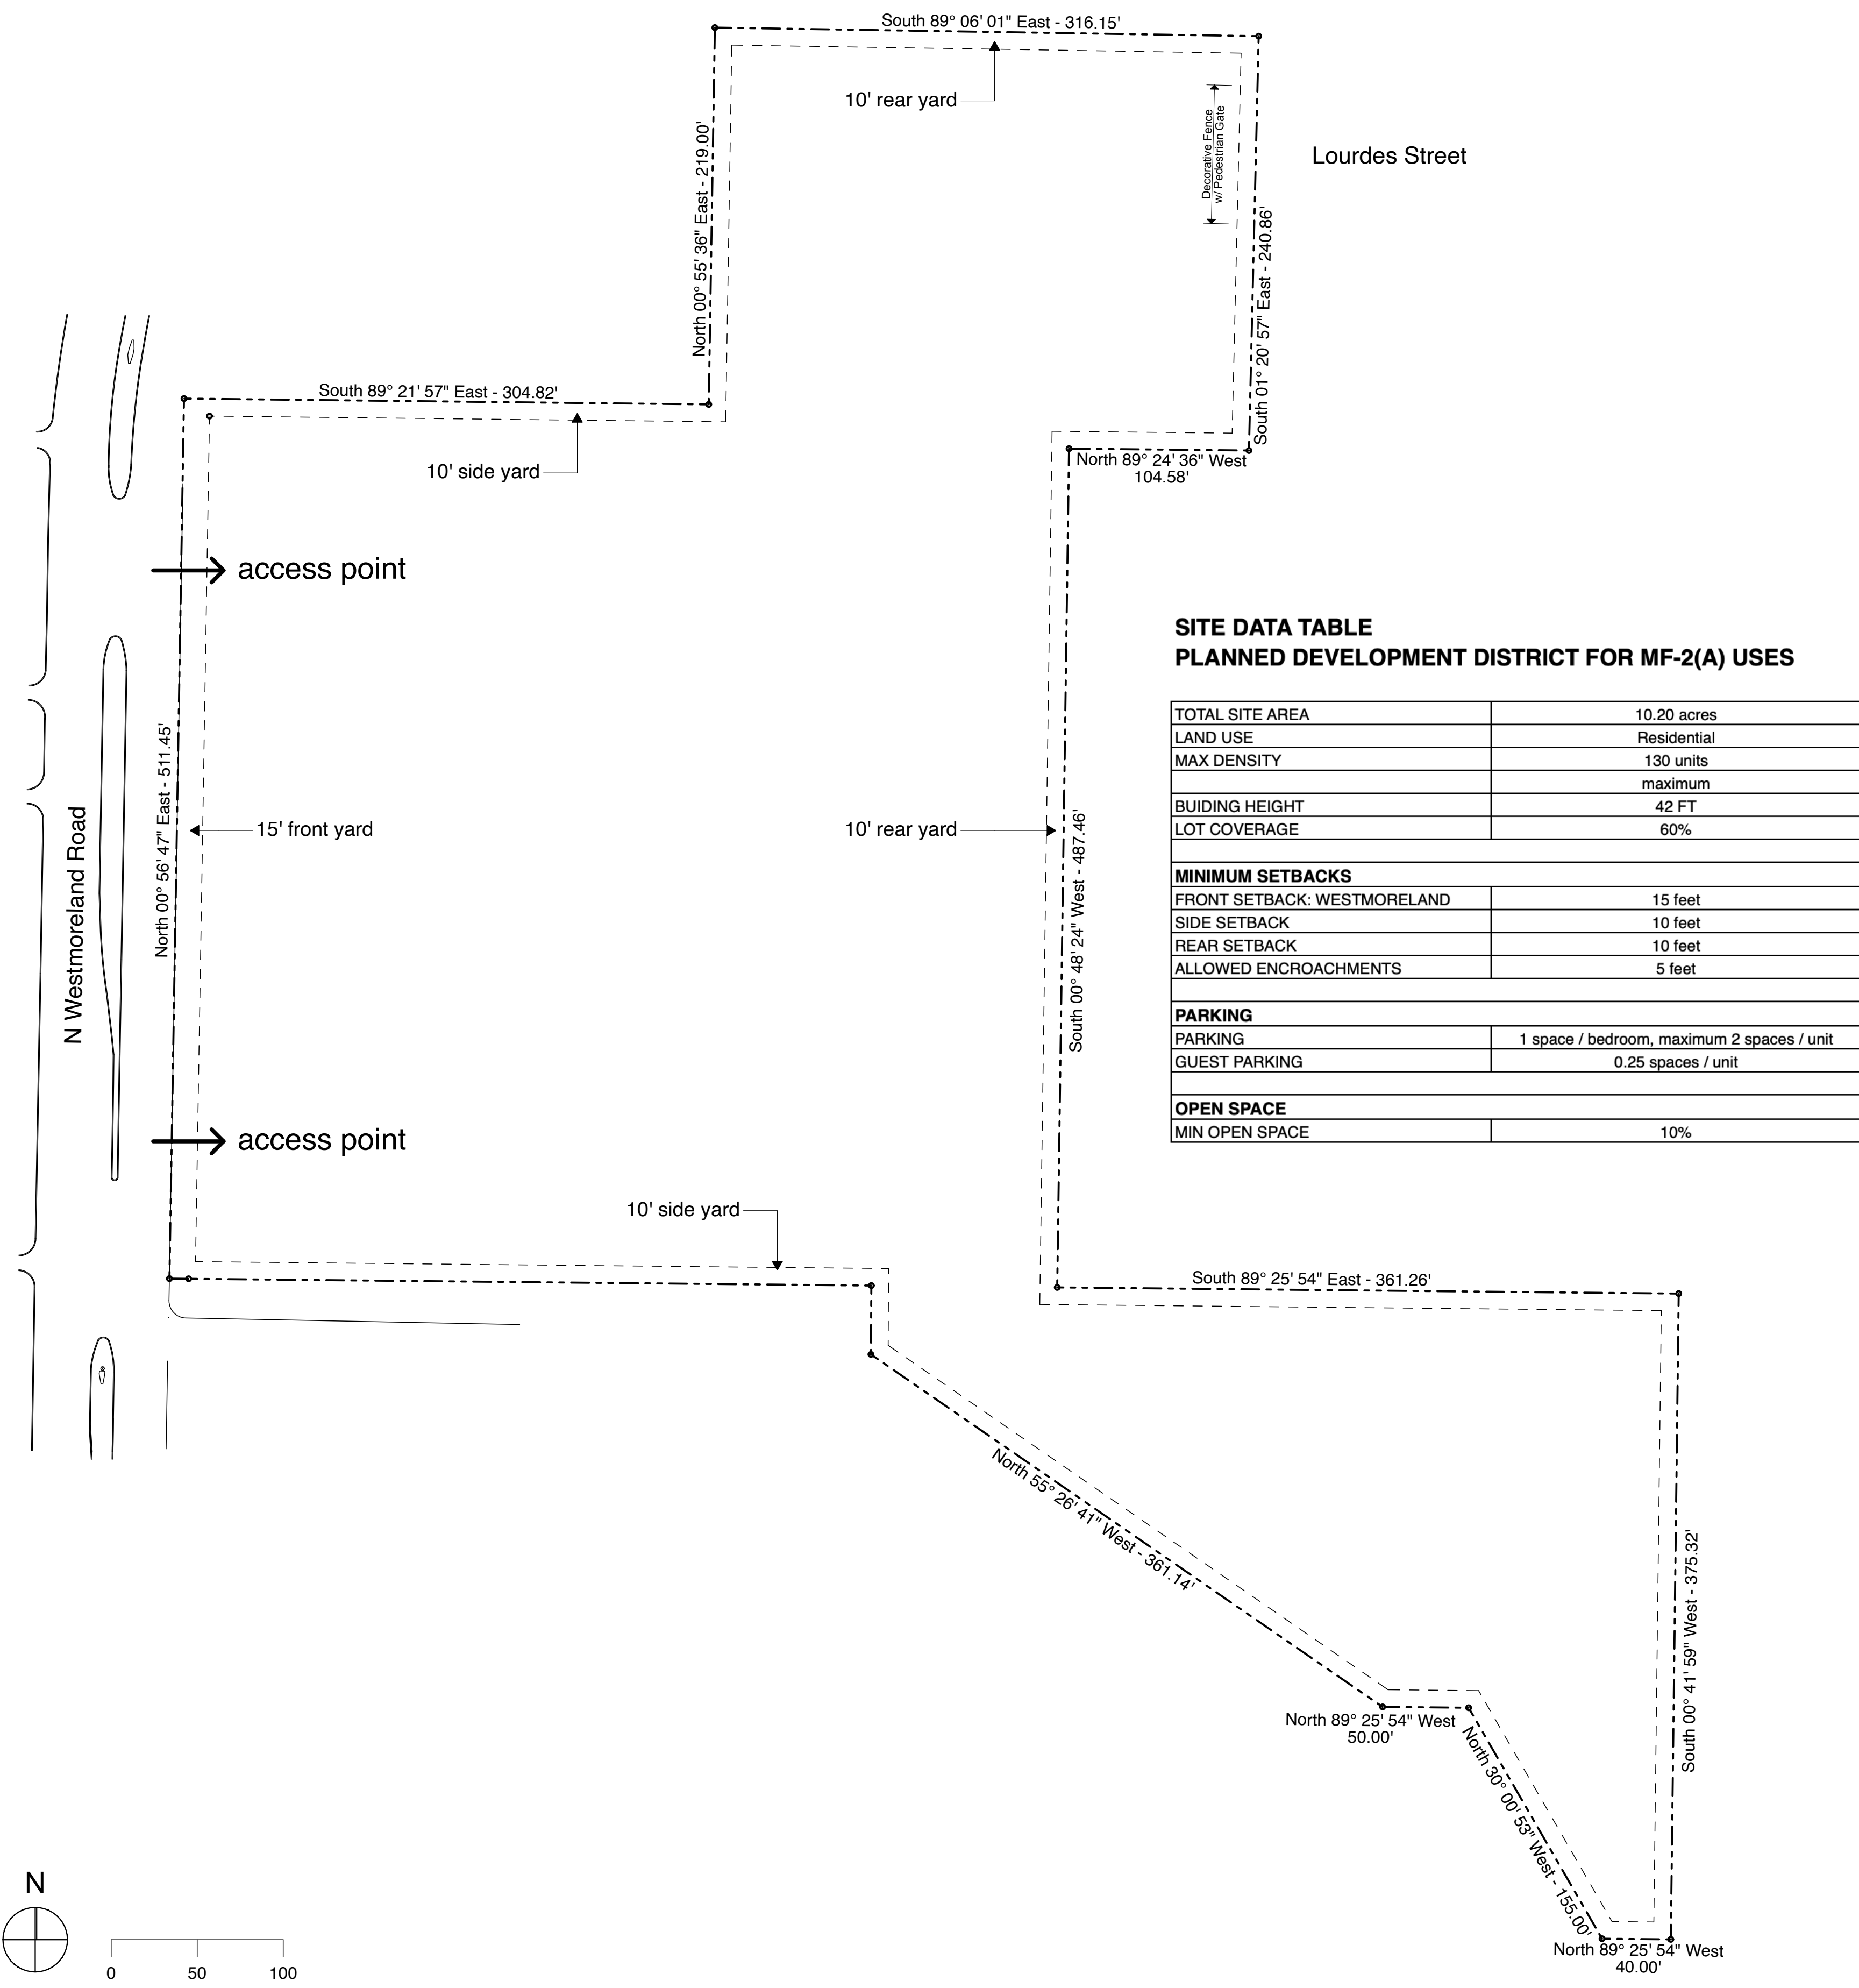 South 89° 06' 01" East - 316.15'
10' rear yard
Decorative Fence
w/ Pedestrian Gate
Lourdes Street
North 00° 55' 36" East - 219.00'
South 01° 20' 57" East - 240.86'
South 89° 21' 57" East - 304.82'
10' side yard
North 89° 24' 36" West
104.58'
access point
SITE DATA TABLE
PLANNED DEVELOPMENT DISTRICT FOR MF-2(A) USES
TOTAL SITE AREA 10.20 acres
LAND USE Residential
MAX DENSITY 130 units
maximum
BUIDING HEIGHT 42 FT
LOT COVERAGE 60%
MINIMUM SETBACKS
FRONT SETBACK: WESTMORELAND 15 feet
SIDE SETBACK 10 feet
REAR SETBACK 10 feet
ALLOWED ENCROACHMENTS 5 feet
PARKING
PARKING 1 space / bedroom, maximum 2 spaces / unit
GUEST PARKING 0.25 spaces / unit
OPEN SPACE
MIN OPEN SPACE 10%
N Westmoreland Road
North 00° 56' 47" East - 511.45'
15' front yard
10' rear yard
South 00° 48' 24" West - 487.46'
access point
10' side yard
South 89° 25' 54" East - 361.26'
North 55° 26' 41" West - 361.14'
South 00° 41' 59" West - 375.32'
North 89° 25' 54" West
50.00'
North 30° 00' 53" West - 155.00'
North 89° 25' 54" West
40.00'
N
0 50 100